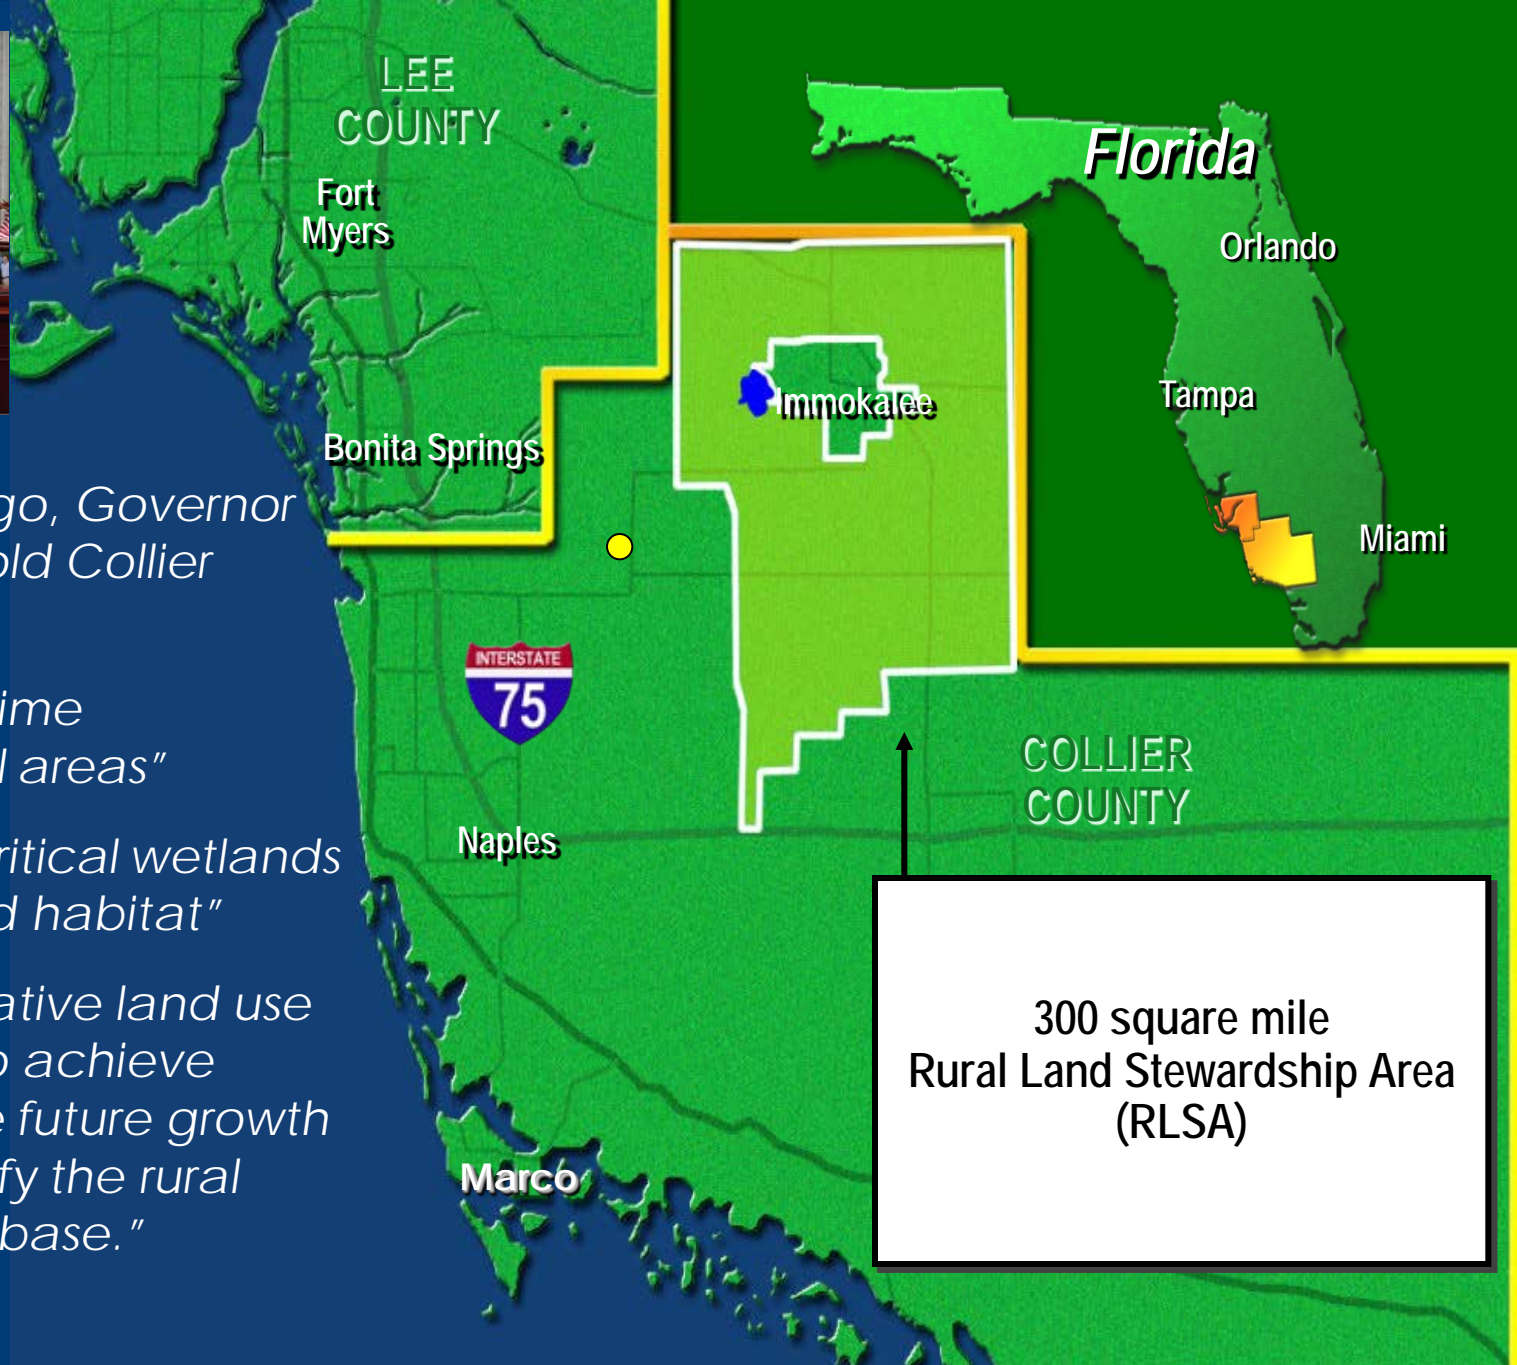 LEE
COUNTY
Fort
Myers
Florida
Orlando
Immokalee
Tampa
Bonita Springs
go, Governor
old Collier
Miami
INTERSTATE
75
ime
l areas"
COLLIER
COUNTY
Naples
ritical wetlands
d habitat"
ative land use
o achieve
e future growth
fy the rural
base."
300 square mile
Rural Land Stewardship Area
(RLSA)
Marco